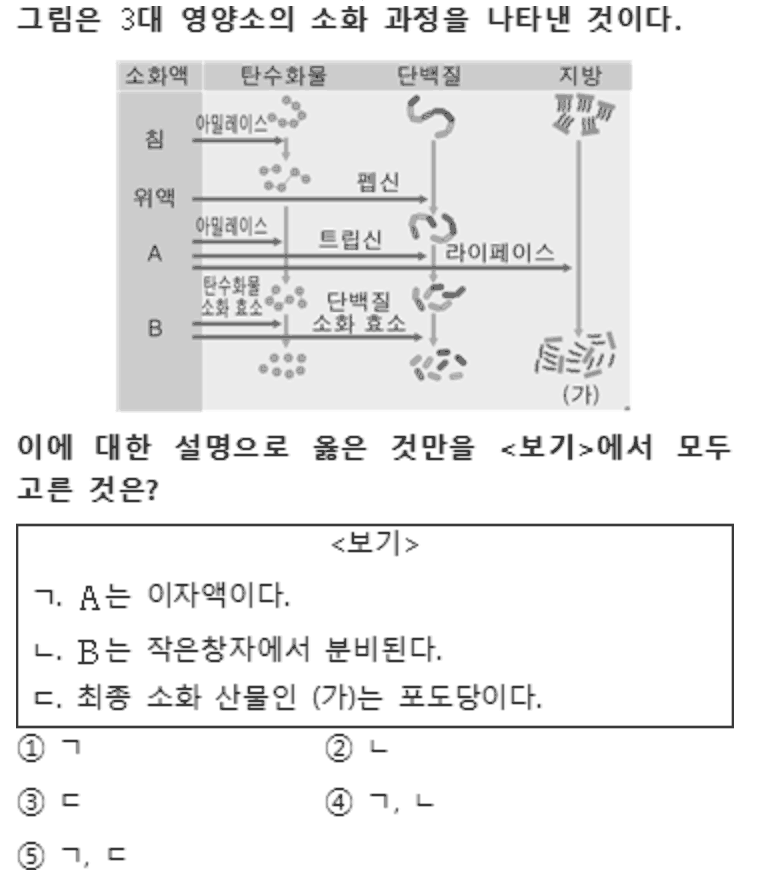 그림은 3대 영양소의 소화 과정을 나타낸 것이다.
소화액 탄수화물 단백질 지방
침
아밀레이스
위액
펩신
A
아밀레이스
트립신
라이페이스
B
탄수화물
소화 효소
단백질
소화 효소
(가)
이에 대한 설명으로 옳은 것만을 <보기>에서 모두
고른 것은?
<보기>
ㄱ. A는 이자액이다.
ㄴ. B는 작은창자에서 분비된다.
ㄷ. 최종 소화 산물인 (가)는 포도당이다.
① ㄱ ② ㄴ
③ ㄷ ④ ㄱ, ㄴ
⑤ ㄱ, ㄷ